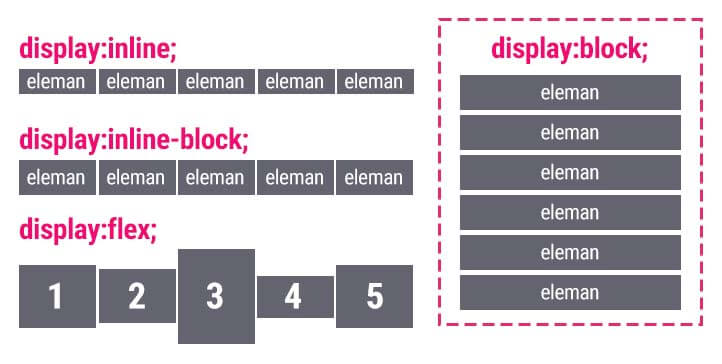 display:inline;
eleman eleman eleman eleman eleman
display:inline-block;
eleman eleman eleman eleman eleman
display:flex;
1 2 3 4 5
display:block;
eleman
eleman
eleman
eleman
eleman
eleman